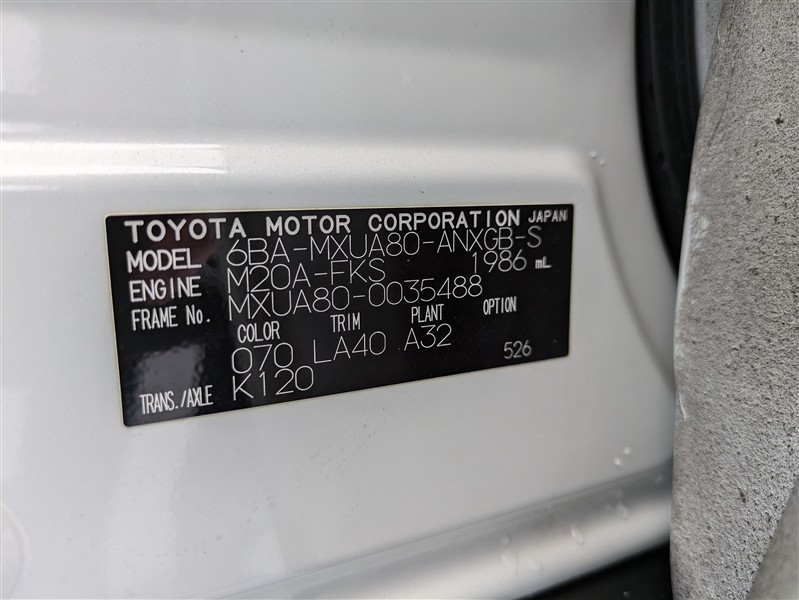 TOYOTA MOTOR CORPORATION JAPAN
MODEL 6BA-MXUA80-ANXGB-S
ENGINE M20A-FKS 1986 mL
FRAME No. MXUA80-0035488
COLOR TRIM PLANT OPTION
070 LA40 A32
TRANS./AXLE K120 526